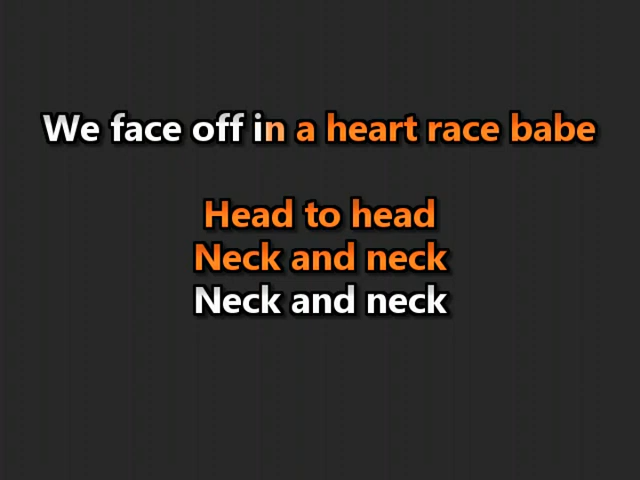 We face off in a heart race babe
Head to head
Neck and neck
Neck and neck